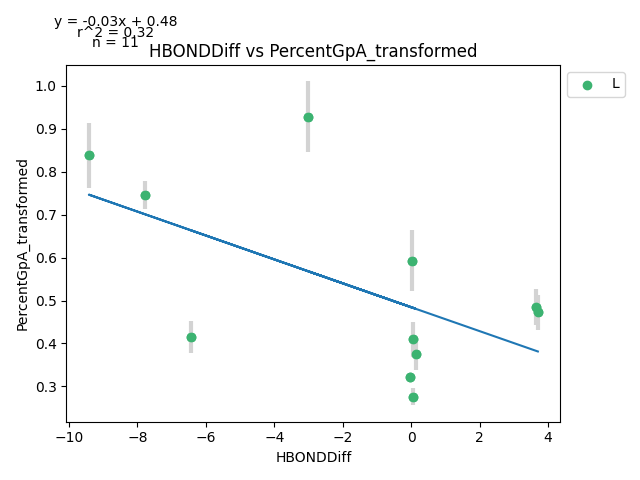 y = -0.03x + 0.48
r^2 = 0.32
n = 11
HBONDDiff vs PercentGpA_transformed
L
PercentGpA_transformed
1.0
0.9
0.8
0.7
0.6
0.5
0.4
0.3
−10
−8
−6
−4
−2
0
2
4
HBONDDiff